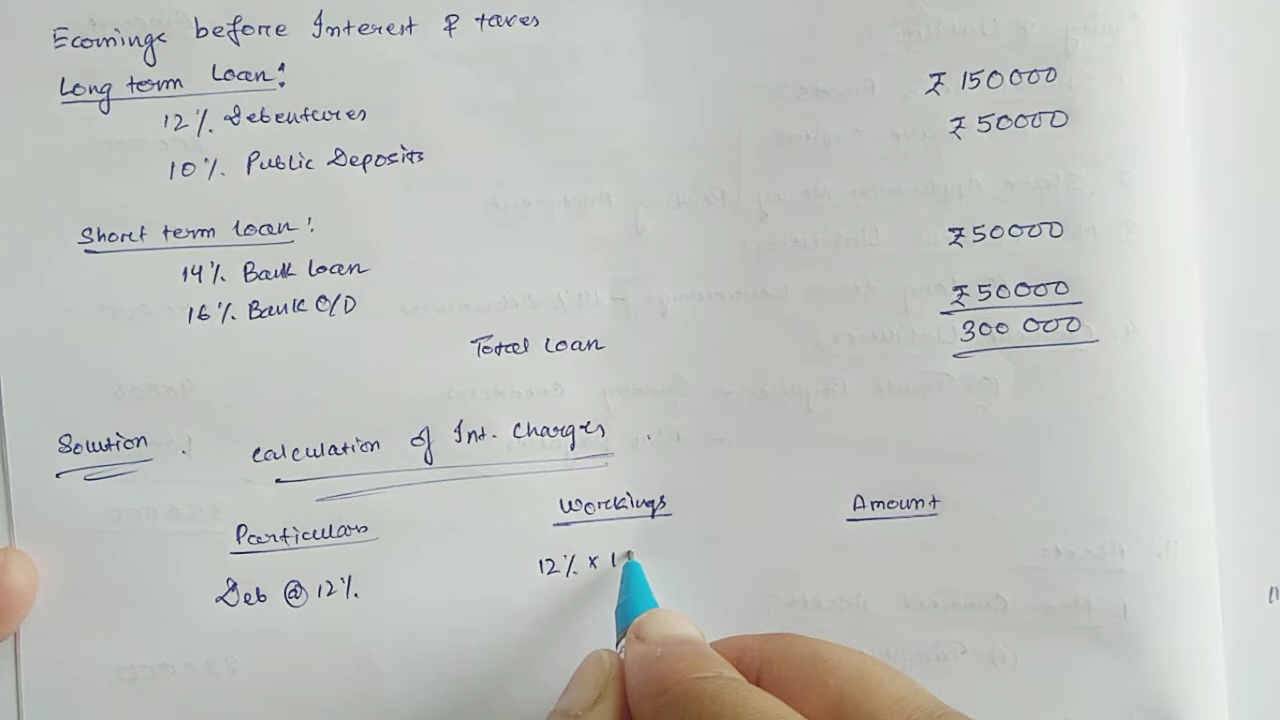 Earnings before Interest & taxes
Long term Loan:
12% Debentures ₹ 150000
10% Public Deposits ₹ 50000
Short term loan:
14% Bank loan ₹50000
16% Bank O/D ₹50000
Total Loan 300 000
Solution. Calculation of Int. Charges.
Particulars Workings Amount
Deb @ 12% 12% × 1